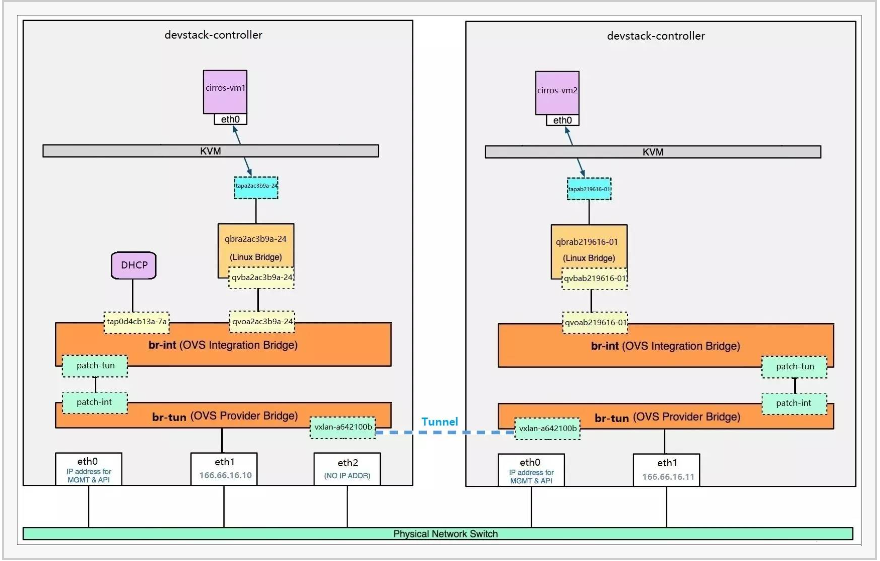 devstack-controller
cirros-vm1
eth0
KVM
tapa2ac3b9a-24
qbra2ac3b9a-24
(Linux Bridge)
qvba2ac3b9a-24
DHCP
tap0d4cb13a-7a
qvoa2ac3b9a-24
br-int (OVS Integration Bridge)
patch-tun
patch-int
br-tun (OVS Provider Bridge)
vxlan-a642100b
eth0
IP address for
MGMT & API
eth1
166.66.16.10
eth2
(NO IP ADDR)
Tunnel
devstack-controller
cirros-vm2
eth0
KVM
tapab219616-01
qbrab219616-01
(Linux Bridge)
qvbab219616-01
qvoab219616-01
br-int (OVS Integration Bridge)
patch-tun
patch-int
br-tun (OVS Provider Bridge)
vxlan-a642100b
eth0
IP address for
MGMT & API
eth1
166.66.16.11
Physical Network Switch